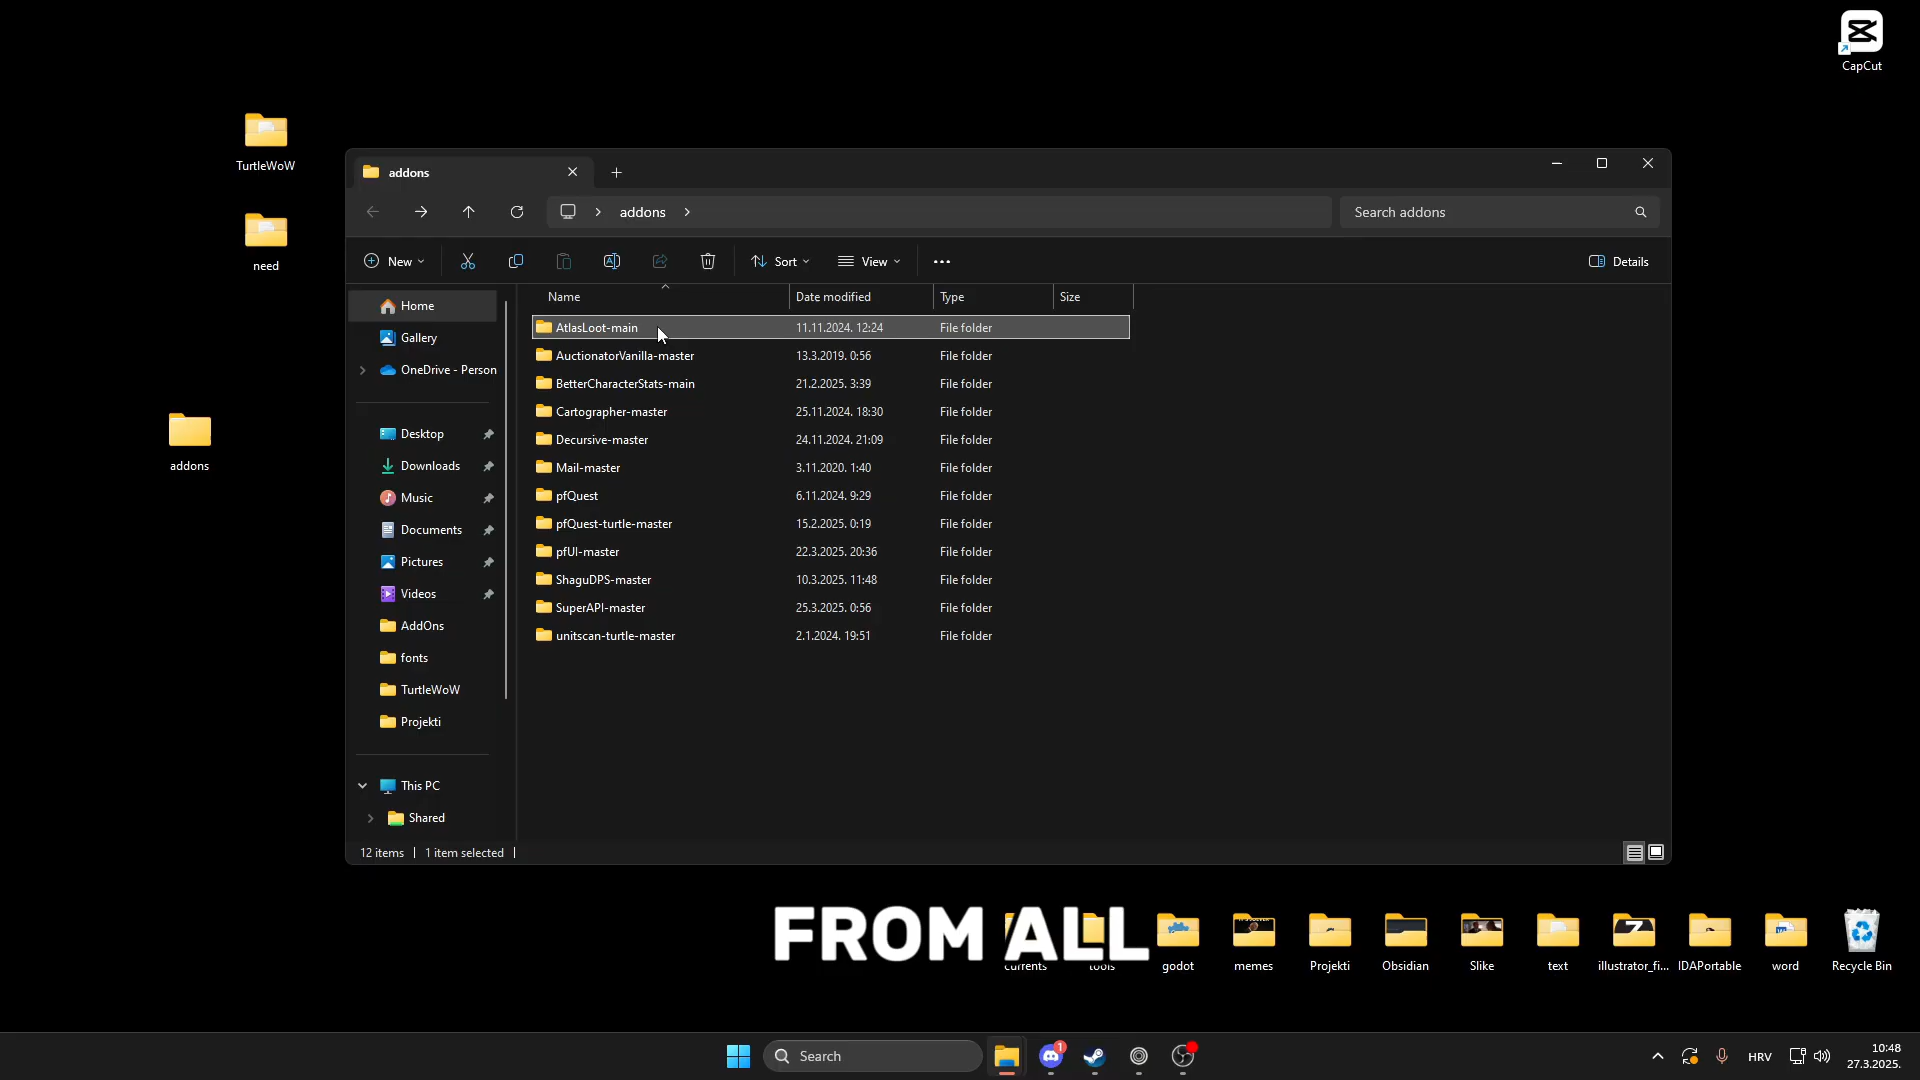 CapCut
TurtleWoW
need
addons
addons
addons
Search addons
New
Sort
View
Details
Home
Gallery
OneDrive - Person
Desktop
Downloads
Music
Documents
Pictures
Videos
AddOns
fonts
TurtleWoW
Projekti
This PC
Shared
Name Date modified Type Size
AtlasLoot-main 11.11.2024. 12:24 File folder
AuctionatorVanilla-master 13.3.2019. 0:56 File folder
BetterCharacterStats-main 21.2.2025. 3:39 File folder
Cartographer-master 25.11.2024. 18:30 File folder
Decursive-master 24.11.2024. 21:09 File folder
Mail-master 3.11.2020. 1:40 File folder
pfQuest 6.11.2024. 9:29 File folder
pfQuest-turtle-master 15.2.2025. 0:19 File folder
pfUI-master 22.3.2025. 20:36 File folder
ShaguDPS-master 10.3.2025. 11:48 File folder
SuperAPI-master 25.3.2025. 0:56 File folder
unitscan-turtle-master 2.1.2024. 19:51 File folder
12 items 1 item selected
FROM ALL
currents tools godot memes Projekti Obsidian Slike text illustrator_fi... IDAPortable word Recycle Bin
Search
1
HRV
10:48
27.3.2025.